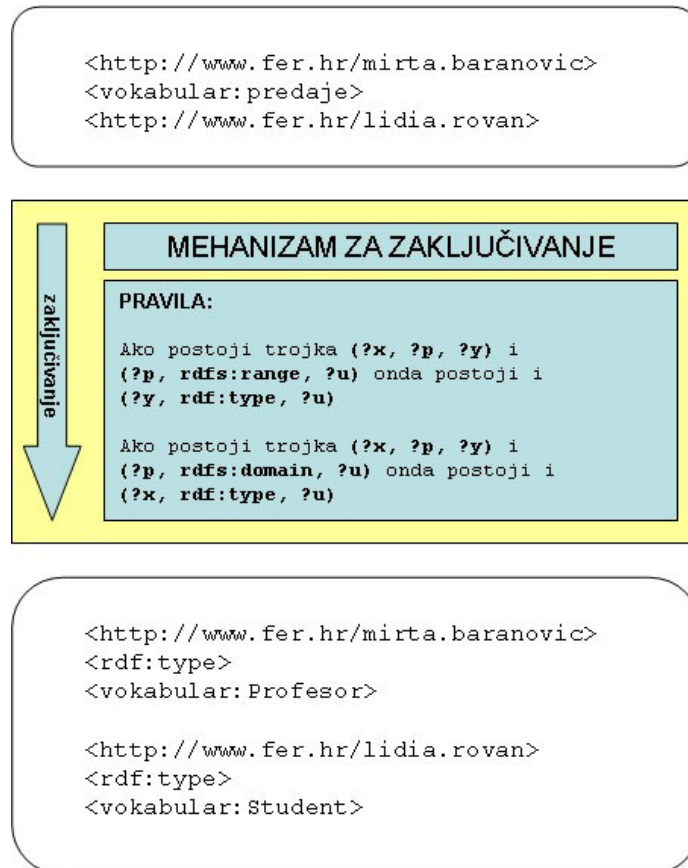 <http://www.fer.hr/mirta.baranovic>
<vokabular:predaje>
<http://www.fer.hr/lidia.rovan>
zaključivanje
MEHANIZAM ZA ZAKLJUČIVANJE
PRAVILA:
Ako postoji trojka (?x, ?p, ?y) i
(?p, rdfs:range, ?u) onda postoji i
(?y, rdf:type, ?u)
Ako postoji trojka (?x, ?p, ?y) i
(?p, rdfs:domain, ?u) onda postoji i
(?x, rdf:type, ?u)
<http://www.fer.hr/mirta.baranovic>
<rdf:type>
<vokabular:Profesor>
<http://www.fer.hr/lidia.rovan>
<rdf:type>
<vokabular:Student>